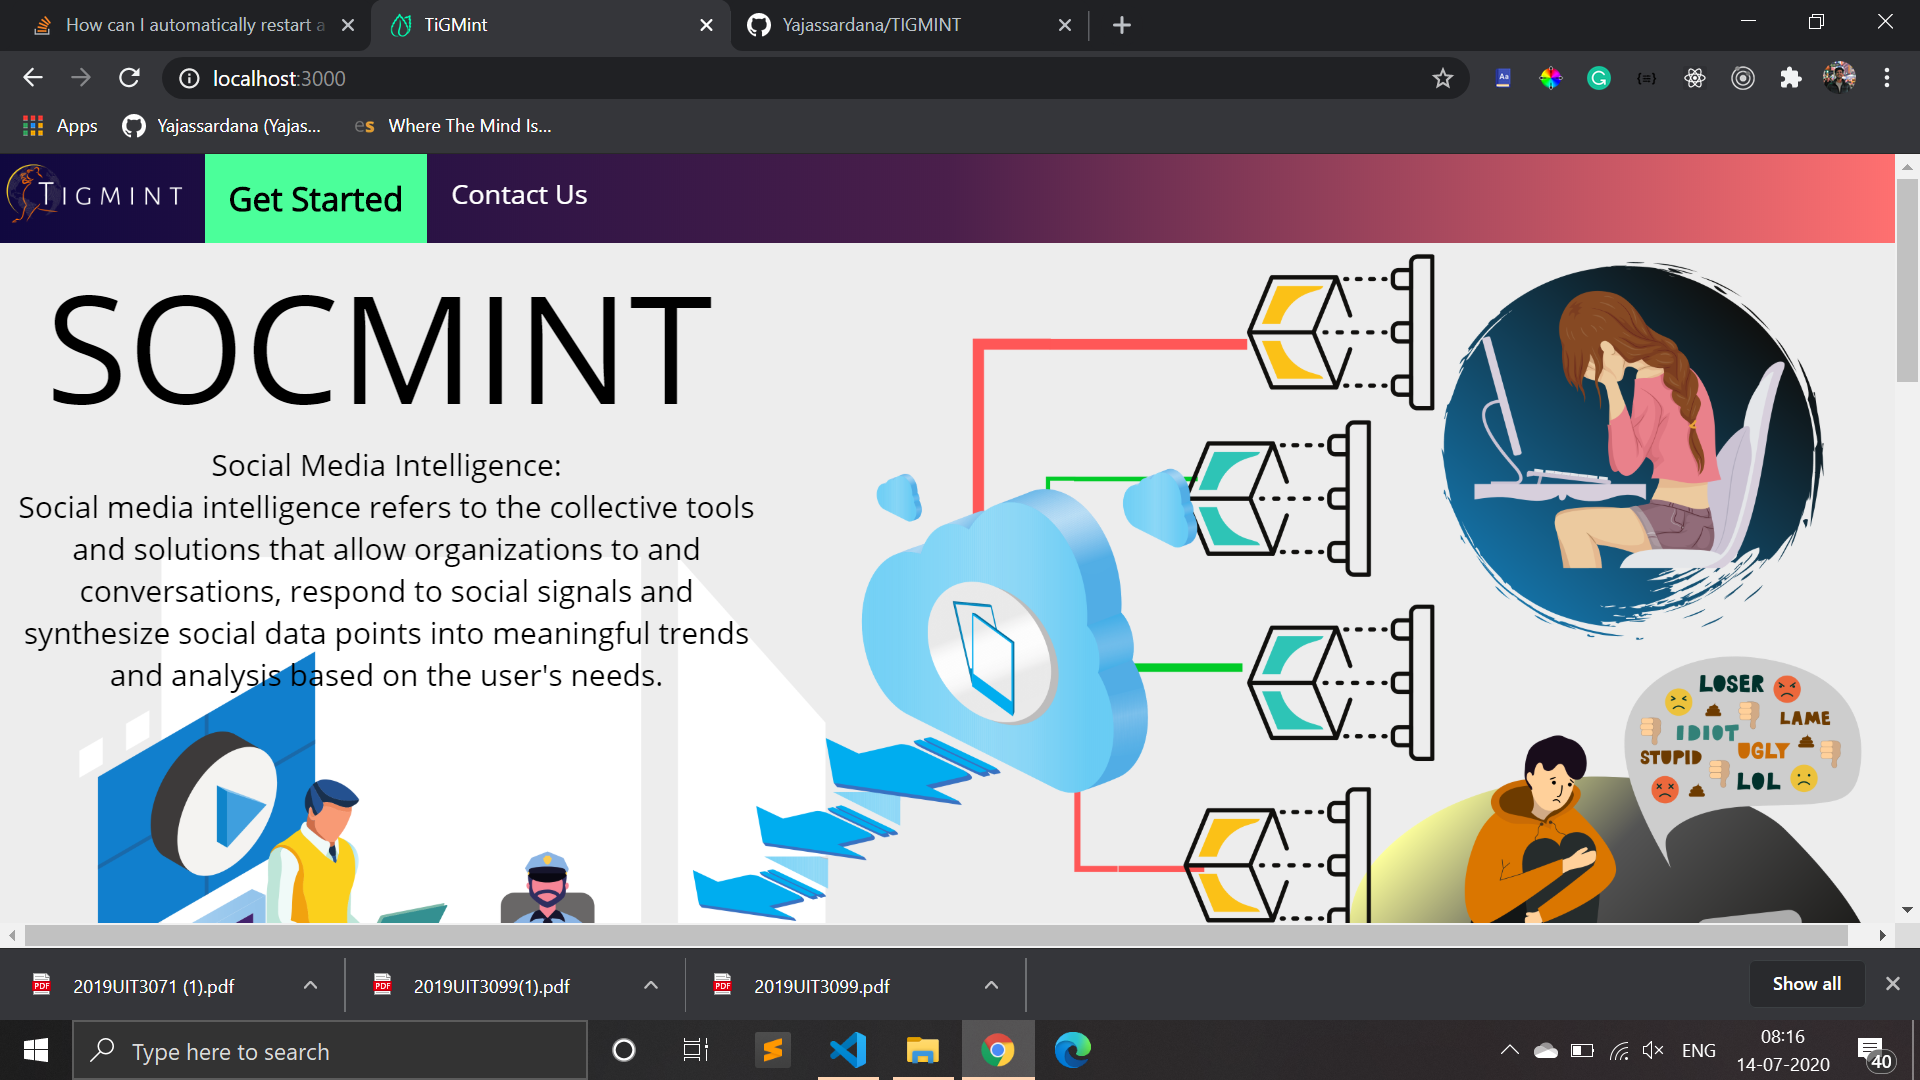 How can I automatically restart a
TiGMint
Yajassardana/TIGMINT
localhost:3000
Apps
Yajassardana (Yajas...
es Where The Mind Is...
TIGMINT
Get Started
Contact Us
SOCMINT
Social Media Intelligence:
Social media intelligence refers to the collective tools
and solutions that allow organizations to and
conversations, respond to social signals and
synthesize social data points into meaningful trends
and analysis based on the user's needs.
LOSER
LAME
IDIOT
STUPID
UGLY
LOL
2019UIT3071 (1).pdf
2019UIT3099(1).pdf
2019UIT3099.pdf
Show all
Type here to search
ENG
08:16
14-07-2020
40